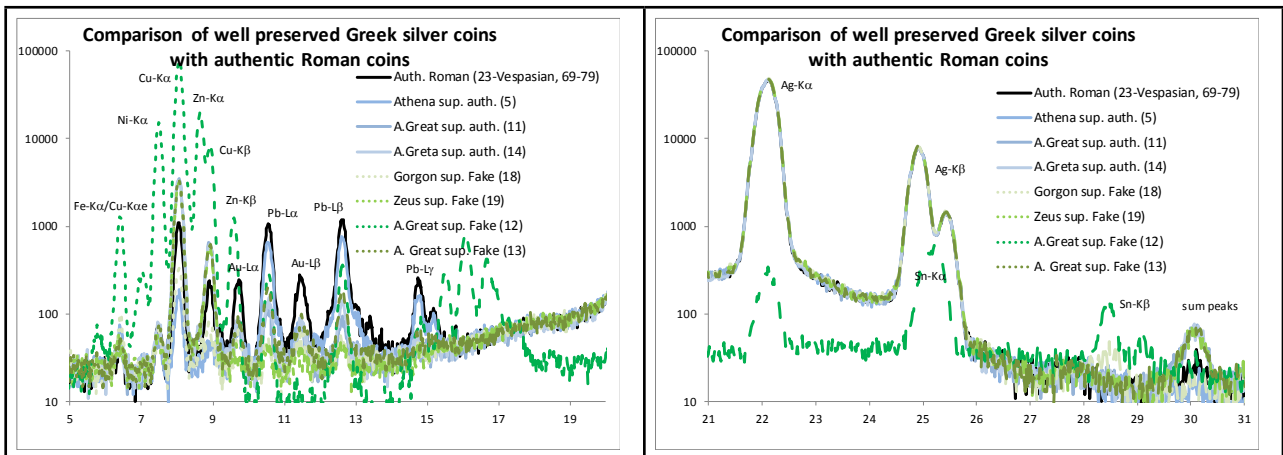 Comparison of well preserved Greek silver coins
with authentic Roman coins
100000
10000
1000
100
10
5
7
9
11
13
15
17
19
Cu-Kα
Zn-Kα
Ni-Kα
Cu-Kβ
Fe-Kα/Cu-Kαe
Zn-Kβ
Pb-Lα
Pb-Lβ
Au-Lα
Au-Lβ
Pb-Lγ
Auth. Roman (23-Vespasian, 69-79)
Athena sup. auth. (5)
A.Great sup. auth. (11)
A.Greta sup. auth. (14)
Gorgon sup. Fake (18)
Zeus sup. Fake (19)
A.Great sup. Fake (12)
A. Great sup. Fake (13)
Comparison of well preserved Greek silver coins
with authentic Roman coins
100000
10000
1000
100
10
21
22
23
24
25
26
27
28
29
30
31
Ag-Kα
Ag-Kβ
Sn-Kα
Sn-Kβ
sum peaks
Auth. Roman (23-Vespasian, 69-79)
Athena sup. auth. (5)
A.Great sup. auth. (11)
A.Greta sup. auth. (14)
Gorgon sup. Fake (18)
Zeus sup. Fake (19)
A.Great sup. Fake (12)
A. Great sup. Fake (13)